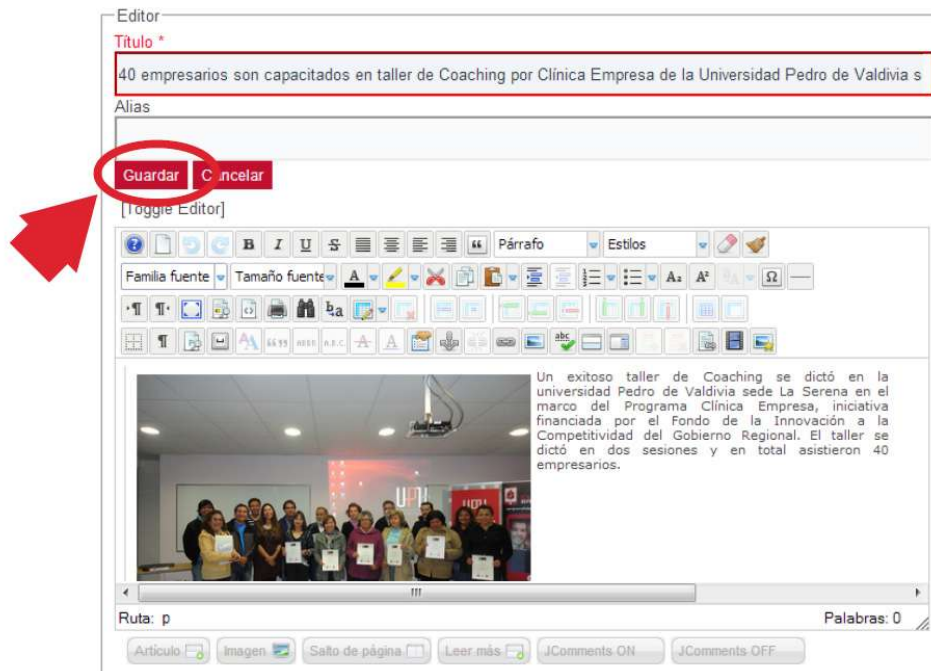 Editor
Título *
40 empresarios son capacitados en taller de Coaching por Clínica Empresa de la Universidad Pedro de Valdivia s
Alias
Guardar Cancelar
[Toggle Editor]
Párrafo Estilos
Familia fuente Tamaño fuente
Un exitoso taller de Coaching se dictó en la
universidad Pedro de Valdivia sede La Serena en el
marco del Programa Clínica Empresa, iniciativa
financiada por el Fondo de la Innovación a la
Competitividad del Gobierno Regional. El taller se
dictó en dos sesiones y en total asistieron 40
empresarios.
UPV
Ruta: p Palabras: 0
Artículo Imagen Salto de página Leer más JComments ON JComments OFF